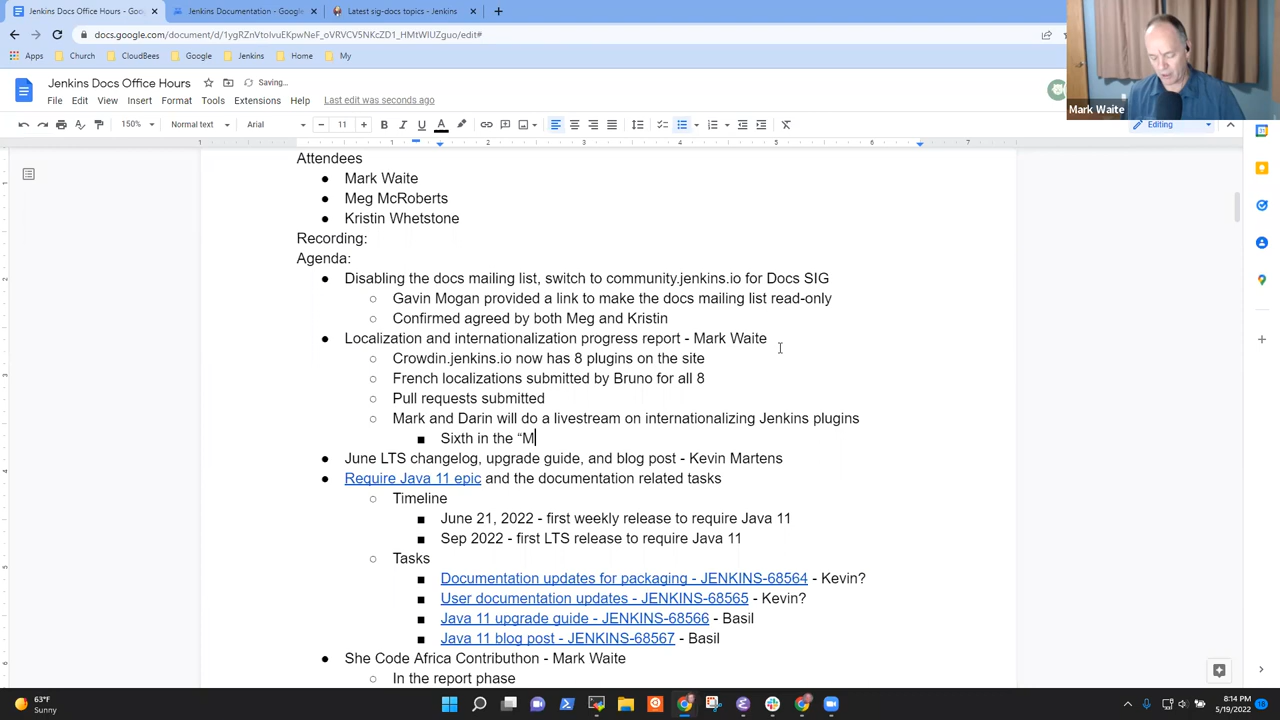 Jenkins Docs Office Hours - Goo
Jenkins Documentation - Google
Latest sig-docs topics - Jenkins
docs.google.com/document/d/1ygRZnVtoIvuEKpwNeF_oVRVCV5NKcZD1_HMtWIUZguo/edit#
Apps
Church
CloudBees
Google
Jenkins
Home
My
Jenkins Docs Office Hours
Saving...
File Edit View Insert Format Tools Extensions Help Last edit was seconds ago
Mark Waite
150% Normal text Arial 11
Editing
Attendees
● Mark Waite
● Meg McRoberts
● Kristin Whetstone
Recording:
Agenda:
● Disabling the docs mailing list, switch to community.jenkins.io for Docs SIG
○ Gavin Mogan provided a link to make the docs mailing list read-only
○ Confirmed agreed by both Meg and Kristin
● Localization and internationalization progress report - Mark Waite
○ Crowdin.jenkins.io now has 8 plugins on the site
○ French localizations submitted by Bruno for all 8
○ Pull requests submitted
○ Mark and Darin will do a livestream on internationalizing Jenkins plugins
■ Sixth in the “M
● June LTS changelog, upgrade guide, and blog post - Kevin Martens
● Require Java 11 epic and the documentation related tasks
○ Timeline
■ June 21, 2022 - first weekly release to require Java 11
■ Sep 2022 - first LTS release to require Java 11
○ Tasks
■ Documentation updates for packaging - JENKINS-68564 - Kevin?
■ User documentation updates - JENKINS-68565 - Kevin?
■ Java 11 upgrade guide - JENKINS-68566 - Basil
■ Java 11 blog post - JENKINS-68567 - Basil
● She Code Africa Contributhon - Mark Waite
○ In the report phase
63°F
Sunny
8:14 PM
5/19/2022